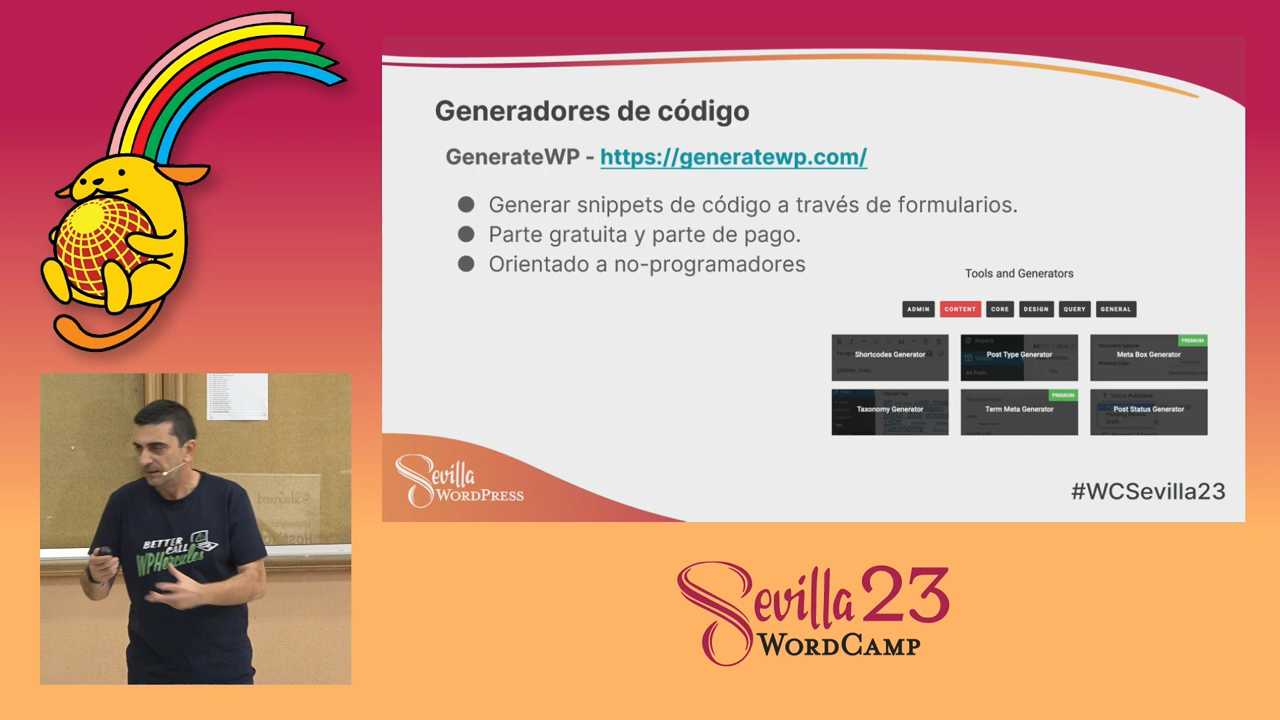 Generadores de código
GenerateWP - https://generatewp.com/
● Generar snippets de código a través de formularios.
● Parte gratuita y parte de pago.
● Orientado a no-programadores
Tools and Generators
ADMIN CONTENT CORE DESIGN QUERY GENERAL
Shortcodes Generator
Post Type Generator
PREMIUM
Meta Box Generator
Taxonomy Generator
PREMIUM
Term Meta Generator
Post Status Generator
Sevilla
WORDPRESS
#WCSevilla23
BETTER
CALL
WPHercules
Sevilla 23
WORDCAMP